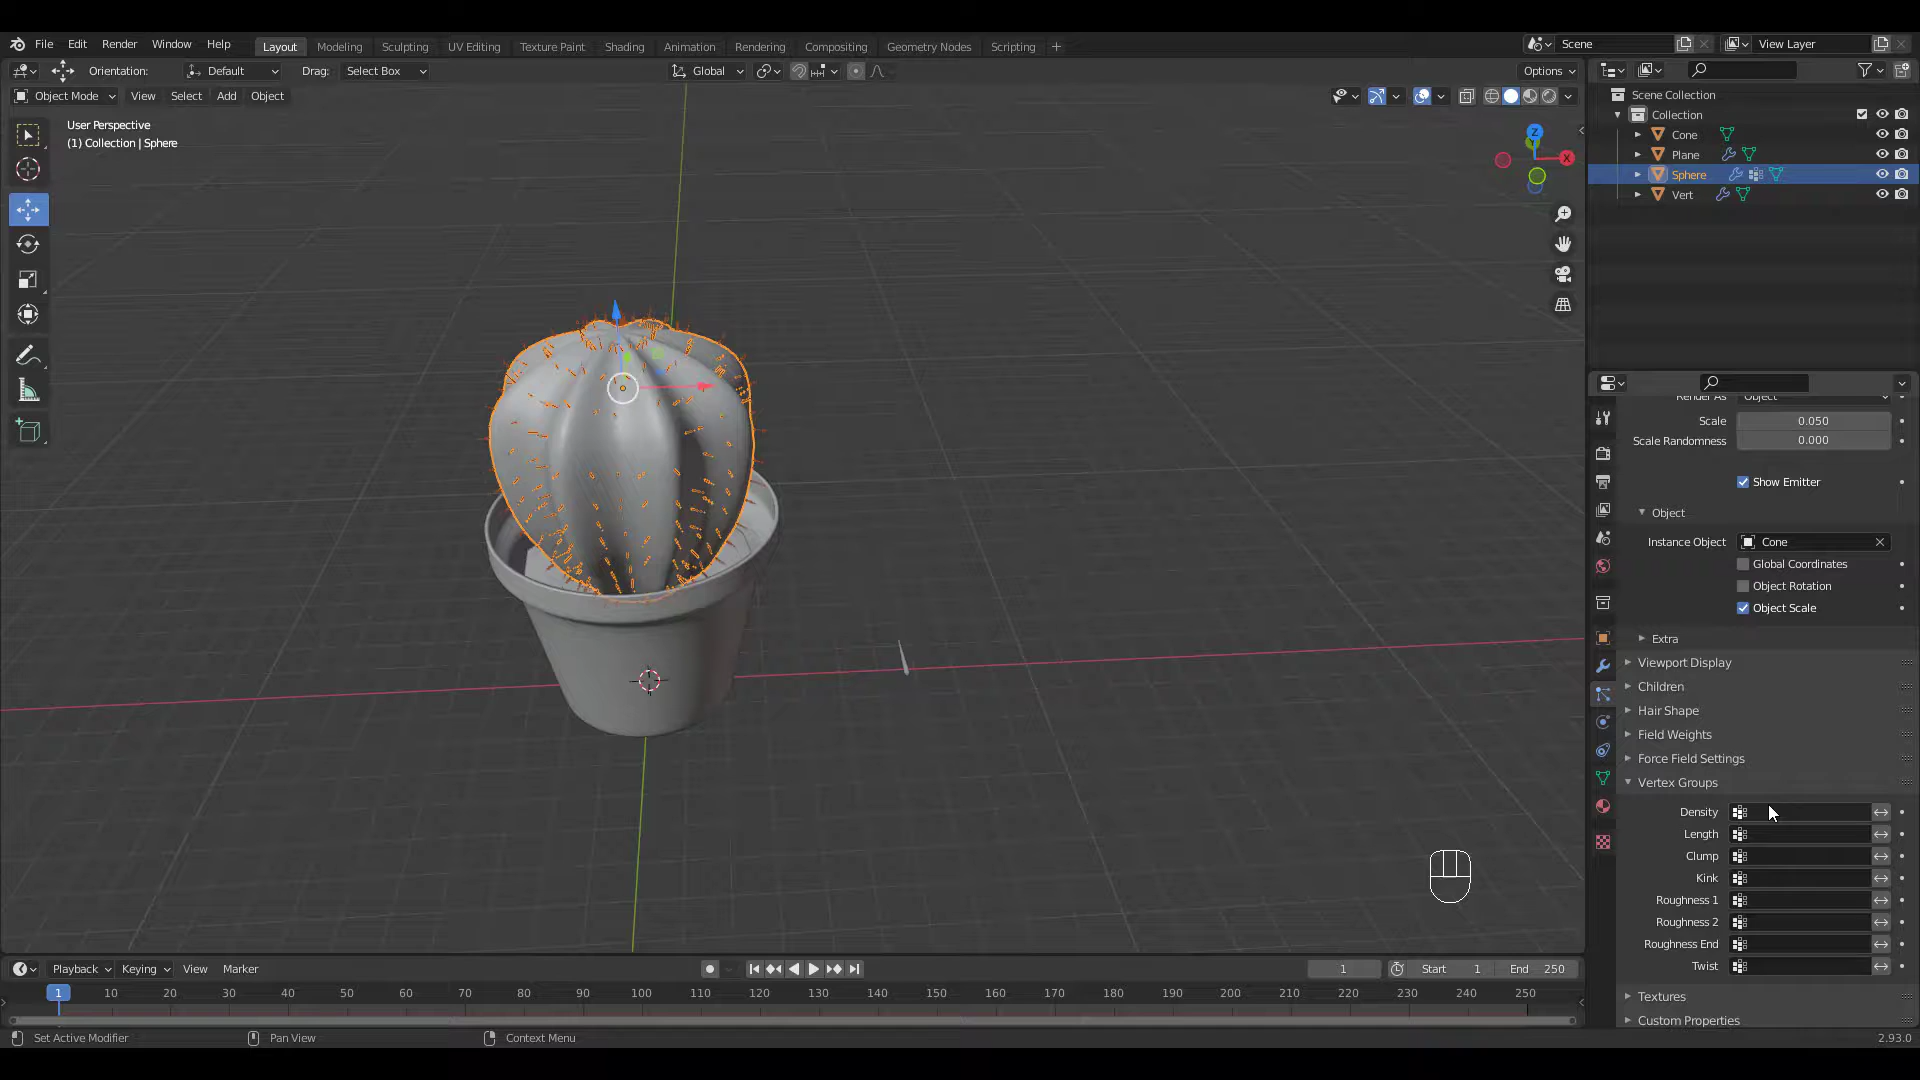 File Edit Render Window Help Layout Modeling Sculpting UV Editing Texture Paint Shading Animation Rendering Compositing Geometry Nodes Scripting + Scene View Layer
Orientation: Default Drag: Select Box Global Options
Object Mode View Select Add Object
User Perspective
(1) Collection | Sphere
Z
X
Scene Collection
Collection
Cone
Plane
Sphere
Vert
Render As Object
Scale 0.050
Scale Randomness 0.000
Show Emitter
Object
Instance Object Cone
Global Coordinates
Object Rotation
Object Scale
Extra
Viewport Display
Children
Hair Shape
Field Weights
Force Field Settings
Vertex Groups
Density
Length
Clump
Kink
Roughness 1
Roughness 2
Roughness End
Twist
Textures
Custom Properties
Playback Keying View Marker 1 Start 1 End 250
1 10 20 30 40 50 60 70 80 90 100 110 120 130 140 150 160 170 180 190 200 210 220 230 240 250
Set Active Modifier Pan View Context Menu 2.93.0